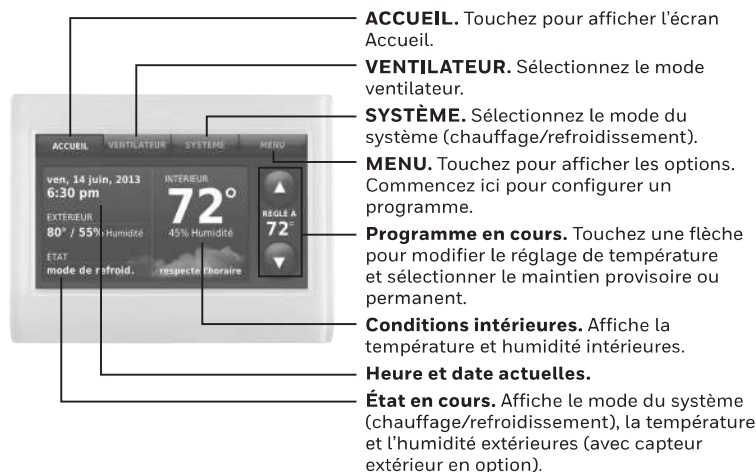 ACCUEIL. Touchez pour afficher l'écran
Accueil.
VENTILATEUR. Sélectionnez le mode
ventilateur.
SYSTÈME. Sélectionnez le mode du
système (chauffage/refroidissement).
MENU. Touchez pour afficher les options.
Commencez ici pour configurer un
programme.
Programme en cours. Touchez une flèche
pour modifier le réglage de température
et sélectionner le maintien provisoire ou
permanent.
Conditions intérieures. Affiche la
température et humidité intérieures.
Heure et date actuelles.
État en cours. Affiche le mode du système
(chauffage/refroidissement), la température
et l'humidité extérieures (avec capteur
extérieur en option).
ACCUEIL
VENTILATEUR
SYSTÈME
MENU
ven, 14 juin, 2013
6:30 pm
EXTÉRIEUR
80° / 55% Humidité
ÉTAT
mode de refroid.
INTÉRIEUR
72°
45% Humidité
respecte l'horaire
RÉGLÉ À
72°